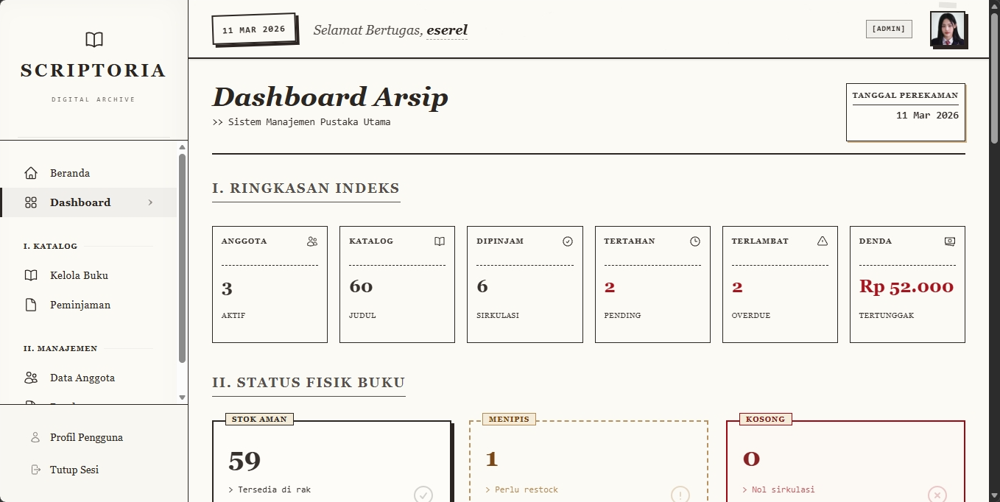 SCRIPTORIA
DIGITAL ARCHIVE
Beranda
Dashboard
I. KATALOG
Kelola Buku
Peminjaman
II. MANAJEMEN
Data Anggota
Profil Pengguna
Tutup Sesi
11 MAR 2026
Selamat Bertugas, eserel
[ADMIN]
Dashboard Arsip
>> Sistem Manajemen Pustaka Utama
TANGGAL PEREKAMAN
11 Mar 2026
I. RINGKASAN INDEKS
ANGGOTA
3
AKTIF
KATALOG
60
JUDUL
DIPINJAM
6
SIRKULASI
TERTAHAN
2
PENDING
TERLAMBAT
2
OVERDUE
DENDA
Rp 52.000
TERTUNGGAK
II. STATUS FISIK BUKU
STOK AMAN
59
> Tersedia di rak
MENIPIS
1
> Perlu restock
KOSONG
0
> Nol sirkulasi